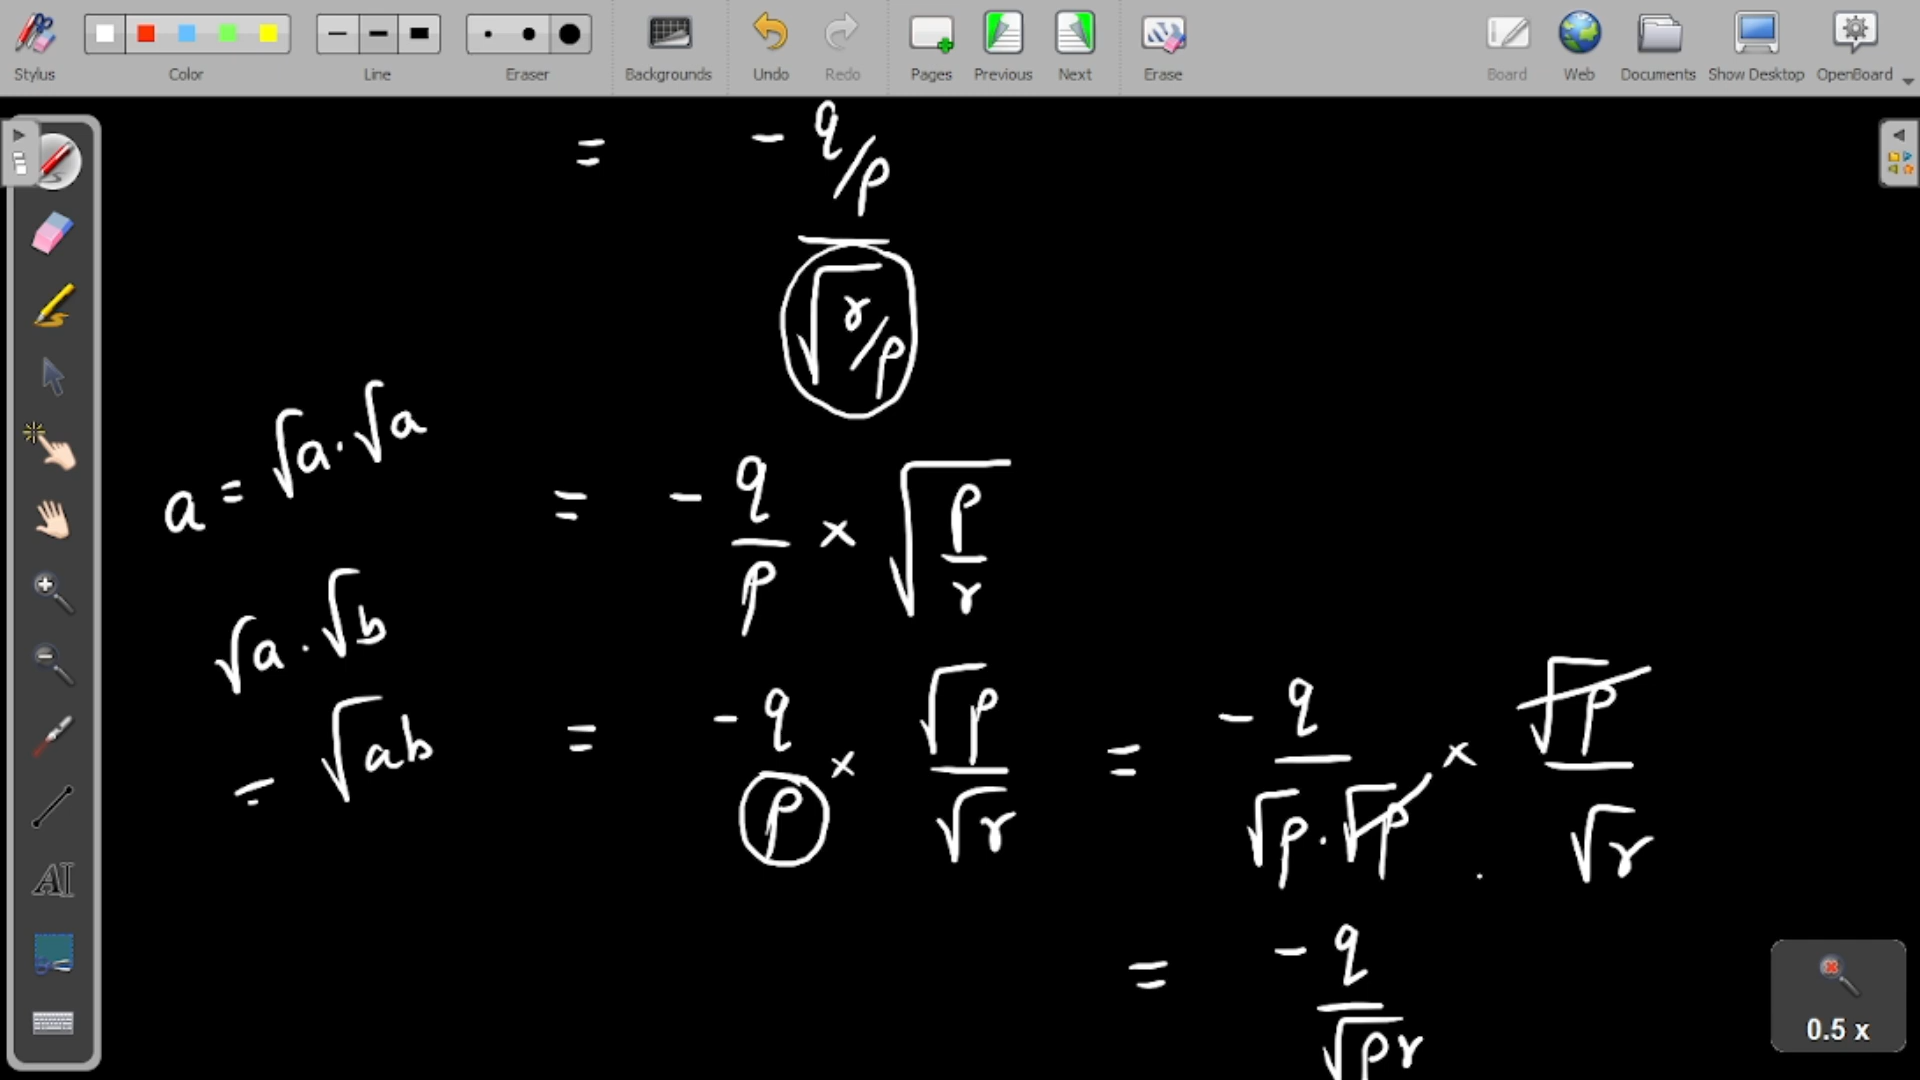 Stylus Color Line Eraser Backgrounds Undo Redo Pages Previous Next Erase Board Web Documents Show Desktop OpenBoard
= - q/p
√(r/p)
a = √a · √a
= - q/p × √(p/r)
√a · √b
= √ab
= -q/p × √p/√r = -q/(√p · √p) × √p/√r
= -q/√pr
AI
0.5 x